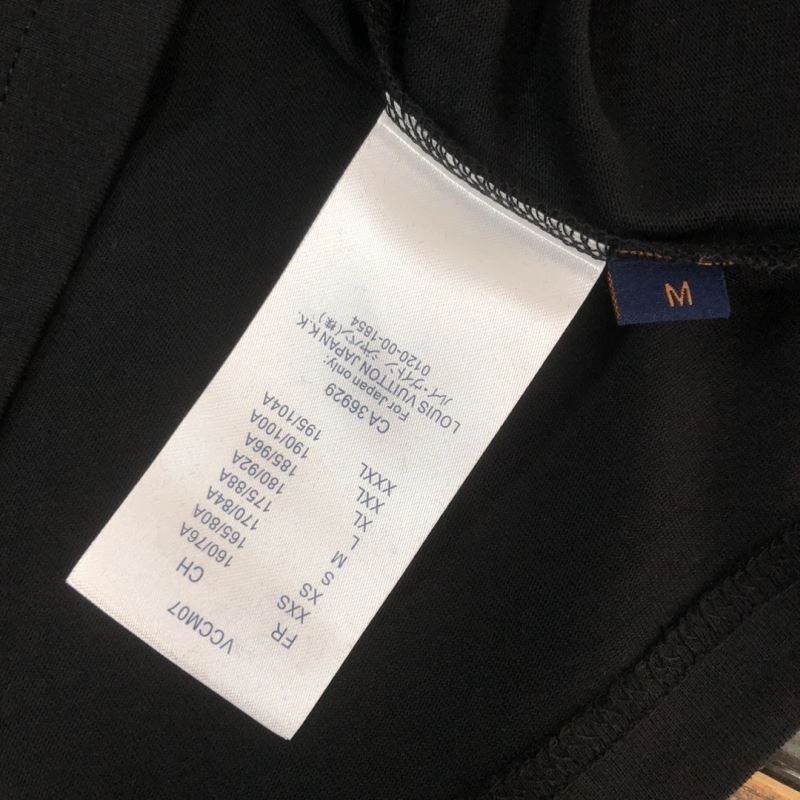 M
VCCM07
FR CH
XXS 160/76A
XS 165/80A
S 170/84A
M 175/88A
L 180/92A
XL 185/96A
XXL 190/100A
XXXL 195/104A
CA 36929
For Japan only:
LOUIS VUITTON JAPAN K.K.
ルイ・ヴィトン ジャパン(株)
0120-00-1854